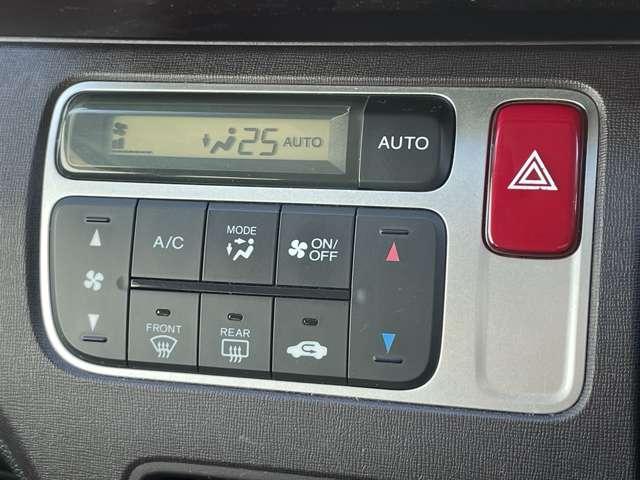 25 AUTO
AUTO
A/C
MODE
ON/
OFF
FRONT
REAR